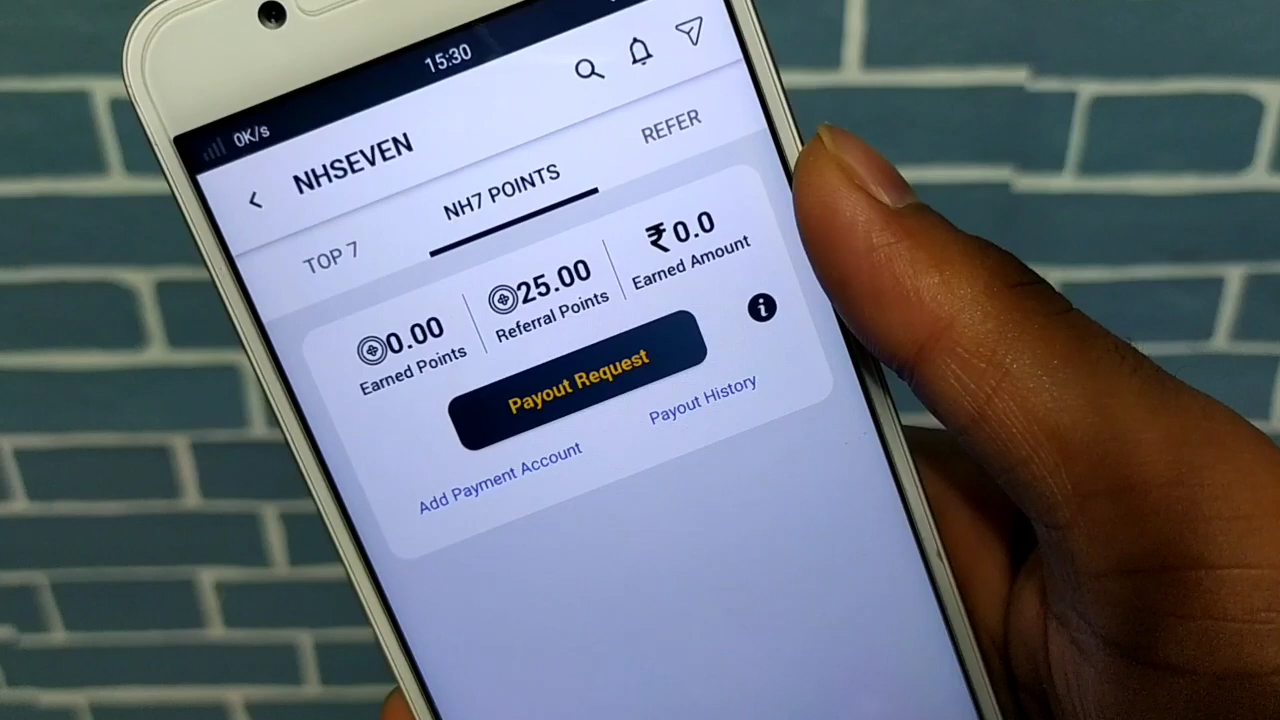 15:30
0K/s
NHSEVEN
TOP 7
NH7 POINTS
REFER
0.00
Earned Points
25.00
Referral Points
₹0.0
Earned Amount
Payout Request
Add Payment Account
Payout History